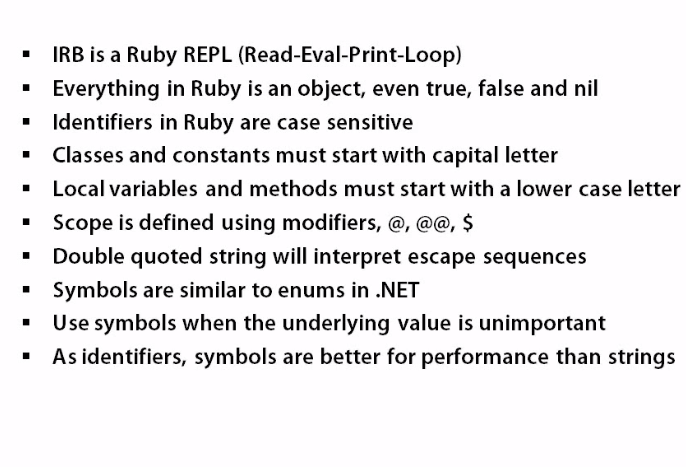 ▪ IRB is a Ruby REPL (Read-Eval-Print-Loop)
▪ Everything in Ruby is an object, even true, false and nil
▪ Identifiers in Ruby are case sensitive
▪ Classes and constants must start with capital letter
▪ Local variables and methods must start with a lower case letter
▪ Scope is defined using modifiers, @, @@, $
▪ Double quoted string will interpret escape sequences
▪ Symbols are similar to enums in .NET
▪ Use symbols when the underlying value is unimportant
▪ As identifiers, symbols are better for performance than strings